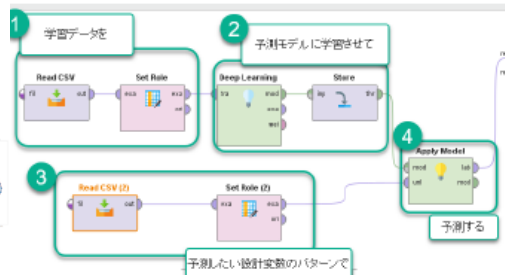 1
学習データを
2
予測モデルに学習させて
Read CSV
Set Role
Deep Learning
Store
fil
out
exa
exa
ori
tra
mod
exa
inp
thr
4
Apply Model
mod
lab
unl
mod
3
Read CSV (2)
Set Role (2)
fil
out
exa
exa
ori
予測する
予測したい設計変数のパターンで